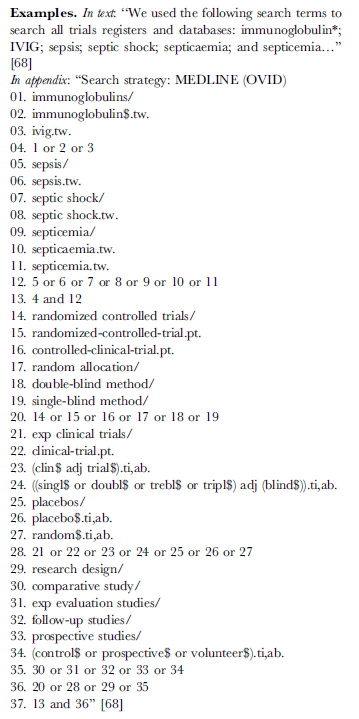 Examples. In text: ‘‘We used the following search terms to
search all trials registers and databases: immunoglobulin*;
IVIG; sepsis; septic shock; septicaemia; and septicemia…’’
[68]
In appendix: ‘‘Search strategy: MEDLINE (OVID)
01. immunoglobulins/
02. immunoglobulin$.tw.
03. ivig.tw.
04. 1 or 2 or 3
05. sepsis/
06. sepsis.tw.
07. septic shock/
08. septic shock.tw.
09. septicemia/
10. septicaemia.tw.
11. septicemia.tw.
12. 5 or 6 or 7 or 8 or 9 or 10 or 11
13. 4 and 12
14. randomized controlled trials/
15. randomized-controlled-trial.pt.
16. controlled-clinical-trial.pt.
17. random allocation/
18. double-blind method/
19. single-blind method/
20. 14 or 15 or 16 or 17 or 18 or 19
21. exp clinical trials/
22. clinical-trial.pt.
23. (clin$ adj trial$).ti,ab.
24. ((singl$ or doubl$ or trebl$ or tripl$) adj (blind$)).ti,ab.
25. placebos/
26. placebo$.ti,ab.
27. random$.ti,ab.
28. 21 or 22 or 23 or 24 or 25 or 26 or 27
29. research design/
30. comparative study/
31. exp evaluation studies/
32. follow-up studies/
33. prospective studies/
34. (control$ or prospective$ or volunteer$).ti,ab.
35. 30 or 31 or 32 or 33 or 34
36. 20 or 28 or 29 or 35
37. 13 and 36’’ [68]